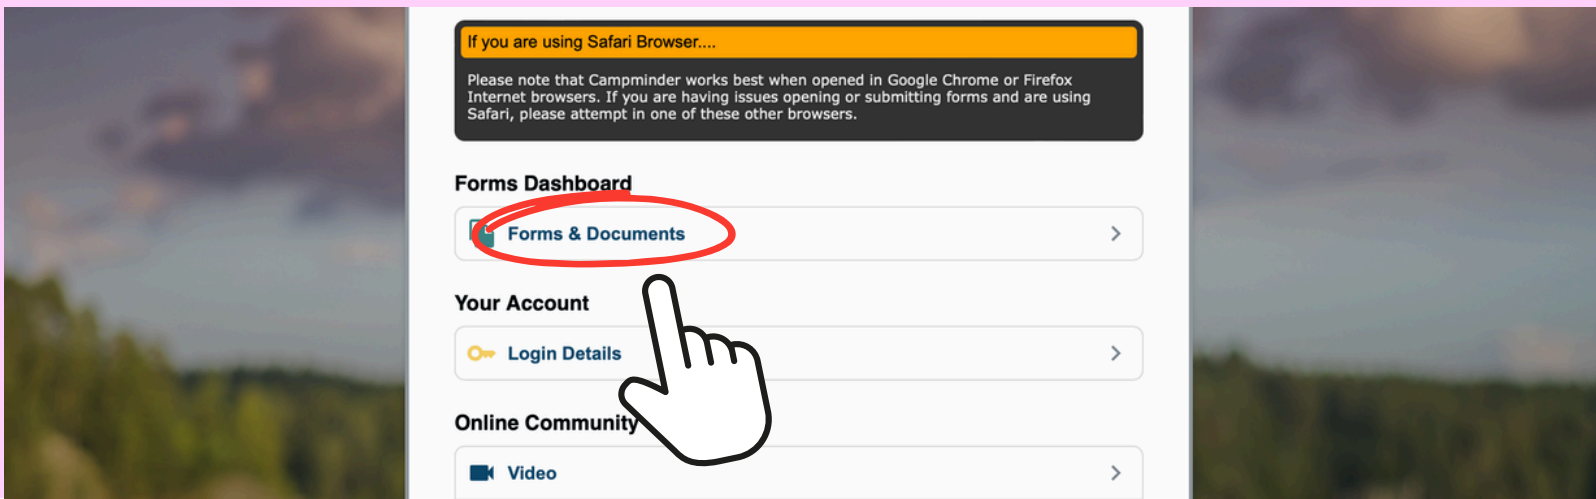 If you are using Safari Browser....
Please note that Campminder works best when opened in Google Chrome or Firefox
Internet browsers. If you are having issues opening or submitting forms and are using
Safari, please attempt in one of these other browsers.
Forms Dashboard
Forms & Documents
Your Account
Login Details
Online Community
Video